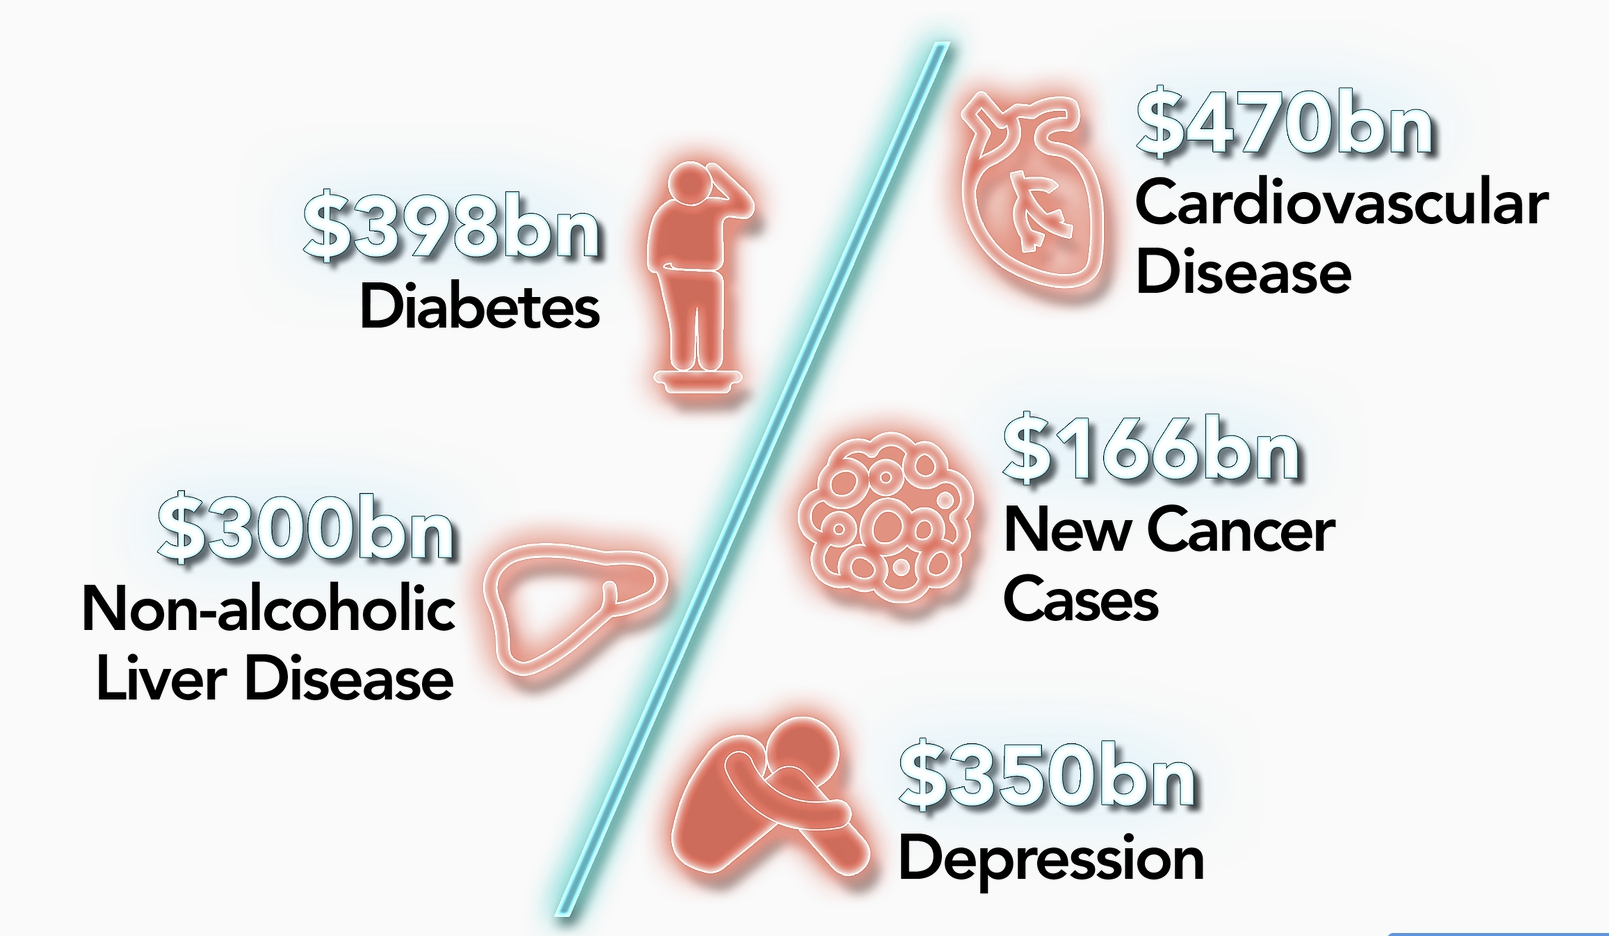 $398bn
Diabetes
$300bn
Non-alcoholic
Liver Disease
$470bn
Cardiovascular
Disease
$166bn
New Cancer
Cases
$350bn
Depression